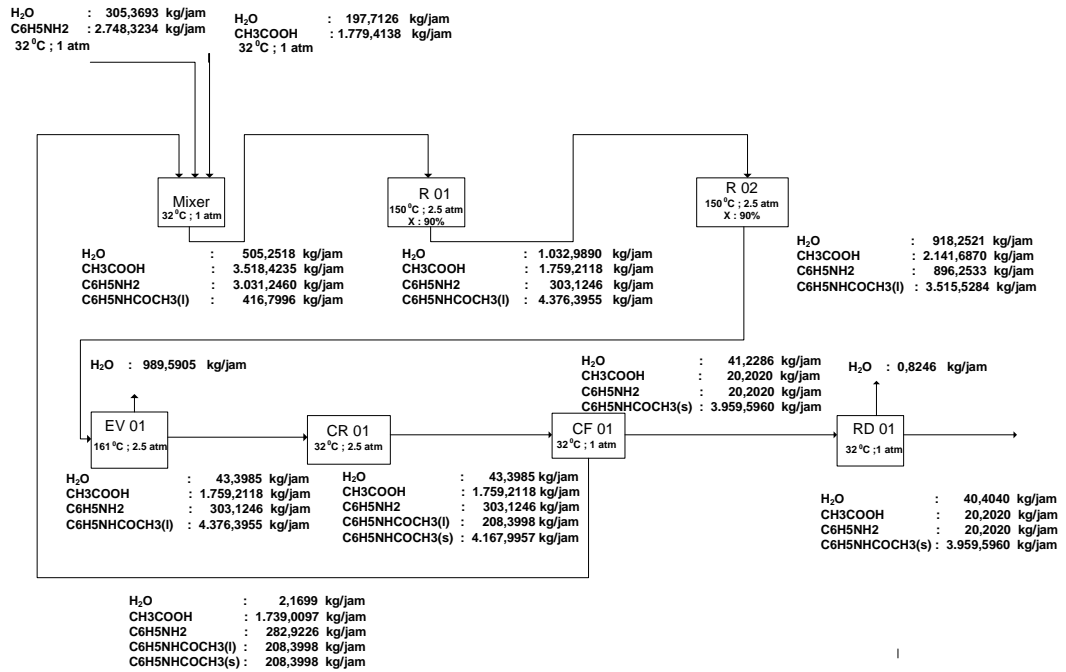 H2O : 305,3693 kg/jam
C6H5NH2 : 2.748,3234 kg/jam
32 0C ; 1 atm
H2O : 197,7126 kg/jam
CH3COOH : 1.779,4138 kg/jam
32 0C ; 1 atm
Mixer
32 0C ; 1 atm
R 01
150 0C ; 2.5 atm
X : 90%
R 02
150 0C ; 2.5 atm
X : 90%
H2O : 505,2518 kg/jam
CH3COOH : 3.518,4235 kg/jam
C6H5NH2 : 3.031,2460 kg/jam
C6H5NHCOCH3(l) : 416,7996 kg/jam
H2O : 1.032,9890 kg/jam
CH3COOH : 1.759,2118 kg/jam
C6H5NH2 : 303,1246 kg/jam
C6H5NHCOCH3(l) : 4.376,3955 kg/jam
H2O : 918,2521 kg/jam
CH3COOH : 2.141,6870 kg/jam
C6H5NH2 : 896,2533 kg/jam
C6H5NHCOCH3(l) : 3.515,5284 kg/jam
H2O : 989,5905 kg/jam
H2O : 41,2286 kg/jam
CH3COOH : 20,2020 kg/jam
C6H5NH2 : 20,2020 kg/jam
C6H5NHCOCH3(s) : 3.959,5960 kg/jam
H2O : 0,8246 kg/jam
EV 01
161 0C ; 2.5 atm
CR 01
32 0C ; 2.5 atm
CF 01
32 0C ; 1 atm
RD 01
32 0C ;1 atm
H2O : 43,3985 kg/jam
CH3COOH : 1.759,2118 kg/jam
C6H5NH2 : 303,1246 kg/jam
C6H5NHCOCH3(l) : 4.376,3955 kg/jam
H2O : 43,3985 kg/jam
CH3COOH : 1.759,2118 kg/jam
C6H5NH2 : 303,1246 kg/jam
C6H5NHCOCH3(l) : 208,3998 kg/jam
C6H5NHCOCH3(s) : 4.167,9957 kg/jam
H2O : 40,4040 kg/jam
CH3COOH : 20,2020 kg/jam
C6H5NH2 : 20,2020 kg/jam
C6H5NHCOCH3(s) : 3.959,5960 kg/jam
H2O : 2,1699 kg/jam
CH3COOH : 1.739,0097 kg/jam
C6H5NH2 : 282,9226 kg/jam
C6H5NHCOCH3(l) : 208,3998 kg/jam
C6H5NHCOCH3(s) : 208,3998 kg/jam